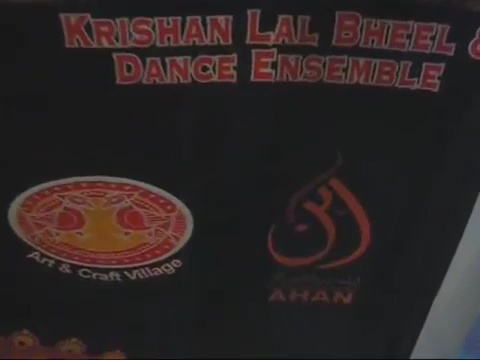 KRISHAN LAL BHEEL &
DANCE ENSEMBLE
Art & Craft Village
AHAN